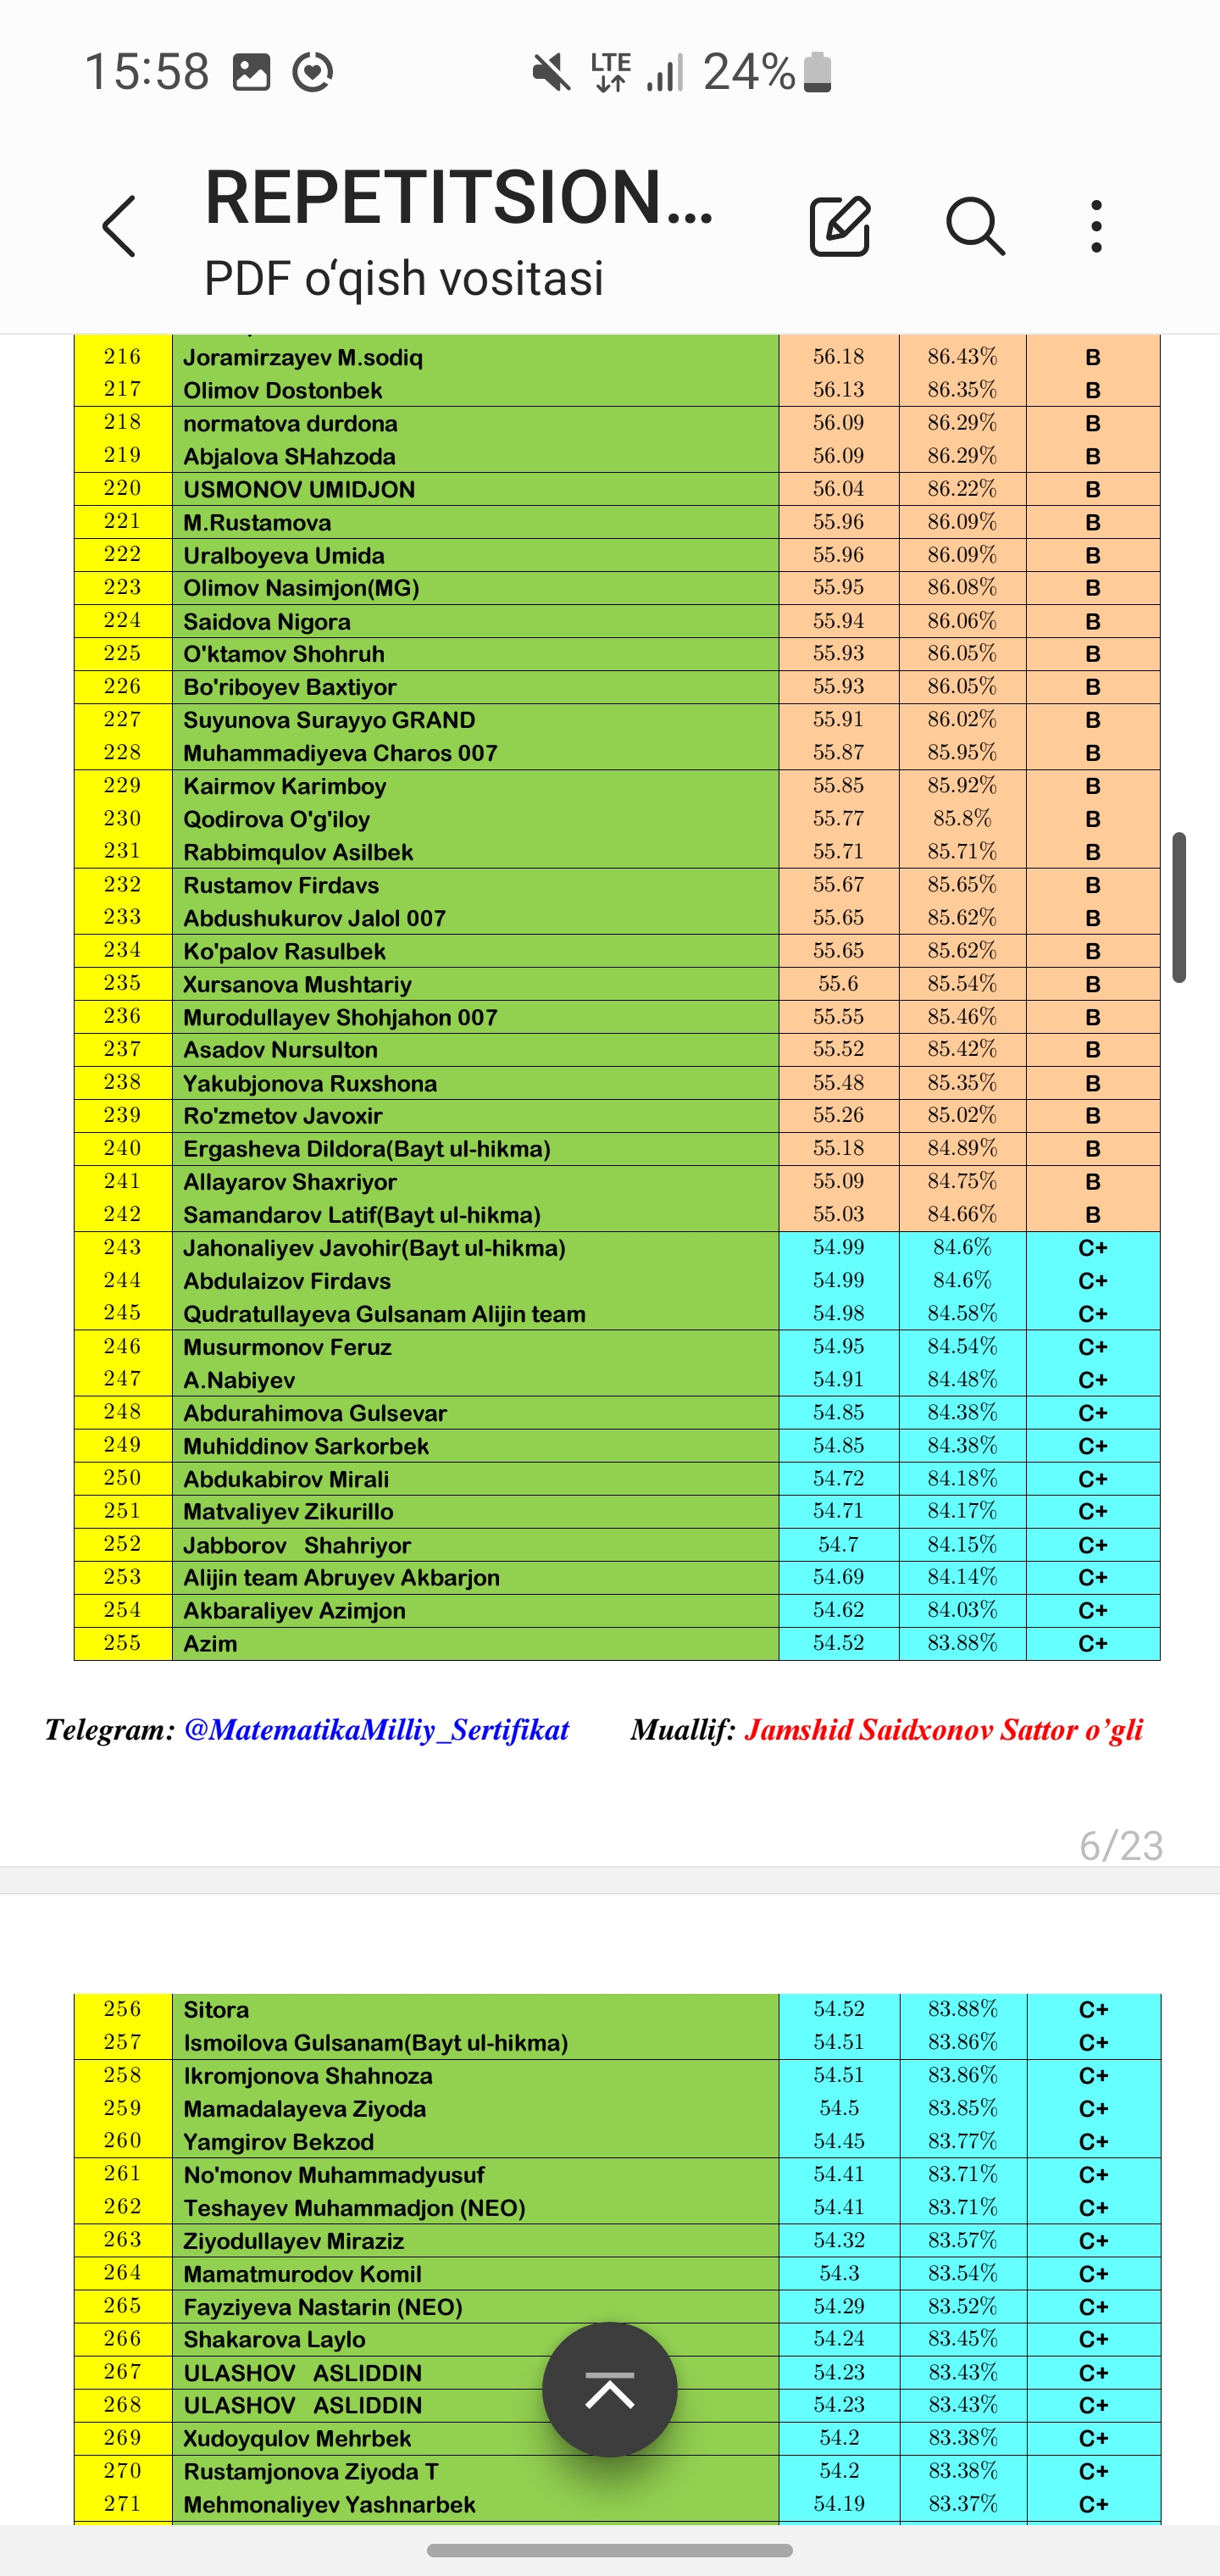 15:58 LTE 24%
REPETITSION...
PDF o‘qish vositasi
216 Joramirzayev M.sodiq 56.18 86.43% B
217 Olimov Dostonbek 56.13 86.35% B
218 normatova durdona 56.09 86.29% B
219 Abjalova SHahzoda 56.09 86.29% B
220 USMONOV UMIDJON 56.04 86.22% B
221 M.Rustamova 55.96 86.09% B
222 Uralboyeva Umida 55.96 86.09% B
223 Olimov Nasimjon(MG) 55.95 86.08% B
224 Saidova Nigora 55.94 86.06% B
225 O'ktamov Shohruh 55.93 86.05% B
226 Bo'riboyev Baxtiyor 55.93 86.05% B
227 Suyunova Surayyo GRAND 55.91 86.02% B
228 Muhammadiyeva Charos 007 55.87 85.95% B
229 Kairmov Karimboy 55.85 85.92% B
230 Qodirova O'g'iloy 55.77 85.8% B
231 Rabbimqulov Asilbek 55.71 85.71% B
232 Rustamov Firdavs 55.67 85.65% B
233 Abdushukurov Jalol 007 55.65 85.62% B
234 Ko'palov Rasulbek 55.65 85.62% B
235 Xursanova Mushtariy 55.6 85.54% B
236 Murodullayev Shohjahon 007 55.55 85.46% B
237 Asadov Nursulton 55.52 85.42% B
238 Yakubjonova Ruxshona 55.48 85.35% B
239 Ro'zmetov Javoxir 55.26 85.02% B
240 Ergasheva Dildora(Bayt ul-hikma) 55.18 84.89% B
241 Allayarov Shaxriyor 55.09 84.75% B
242 Samandarov Latif(Bayt ul-hikma) 55.03 84.66% B
243 Jahonaliyev Javohir(Bayt ul-hikma) 54.99 84.6% C+
244 Abdulaizov Firdavs 54.99 84.6% C+
245 Qudratullayeva Gulsanam Alijin team 54.98 84.58% C+
246 Musurmonov Feruz 54.95 84.54% C+
247 A.Nabiyev 54.91 84.48% C+
248 Abdurahimova Gulsevar 54.85 84.38% C+
249 Muhiddinov Sarkorbek 54.85 84.38% C+
250 Abdukabirov Mirali 54.72 84.18% C+
251 Matvaliyev Zikurillo 54.71 84.17% C+
252 Jabborov Shahriyor 54.7 84.15% C+
253 Alijin team Abruyev Akbarjon 54.69 84.14% C+
254 Akbaraliyev Azimjon 54.62 84.03% C+
255 Azim 54.52 83.88% C+
Telegram: @MatematikaMilliy_Sertifikat Muallif: Jamshid Saidxonov Sattor o’gli
6/23
256 Sitora 54.52 83.88% C+
257 Ismoilova Gulsanam(Bayt ul-hikma) 54.51 83.86% C+
258 Ikromjonova Shahnoza 54.51 83.86% C+
259 Mamadalayeva Ziyoda 54.5 83.85% C+
260 Yamgirov Bekzod 54.45 83.77% C+
261 No'monov Muhammadyusuf 54.41 83.71% C+
262 Teshayev Muhammadjon (NEO) 54.41 83.71% C+
263 Ziyodullayev Miraziz 54.32 83.57% C+
264 Mamatmurodov Komil 54.3 83.54% C+
265 Fayziyeva Nastarin (NEO) 54.29 83.52% C+
266 Shakarova Laylo 54.24 83.45% C+
267 ULASHOV ASLIDDIN 54.23 83.43% C+
268 ULASHOV ASLIDDIN 54.23 83.43% C+
269 Xudoyqulov Mehrbek 54.2 83.38% C+
270 Rustamjonova Ziyoda T 54.2 83.38% C+
271 Mehmonaliyev Yashnarbek 54.19 83.37% C+